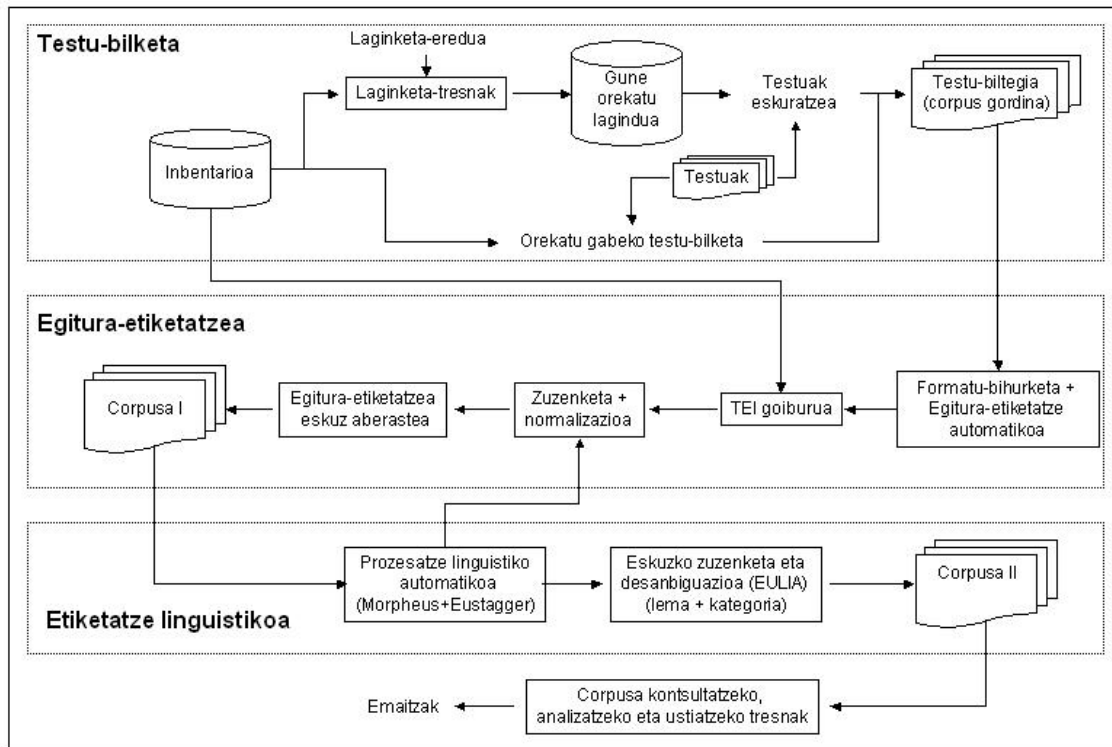 Testu-bilketa
Laginketa-eredua
Laginketa-tresnak
Gune
orekatu
lagindua
Testuak
eskuratzea
Testu-biltegia
(corpus gordina)
Inbentarioa
Testuak
Orekatu gabeko testu-bilketa
Egitura-etiketatzea
Corpusa I
Egitura-etiketatzea
eskuz aberastea
Zuzenketa +
normalizazioa
TEI goiburua
Formatu-bihurketa +
Egitura-etiketatze
automatikoa
Etiketatze linguistikoa
Prozesatze linguistiko
automatikoa
(Morpheus+Eustagger)
Eskuzko zuzenketa eta
desanbiguazioa (EULIA)
(lema + kategoria)
Corpusa II
Emaitzak
Corpusa kontsultatzeko,
analizatzeko eta ustiatzeko tresnak